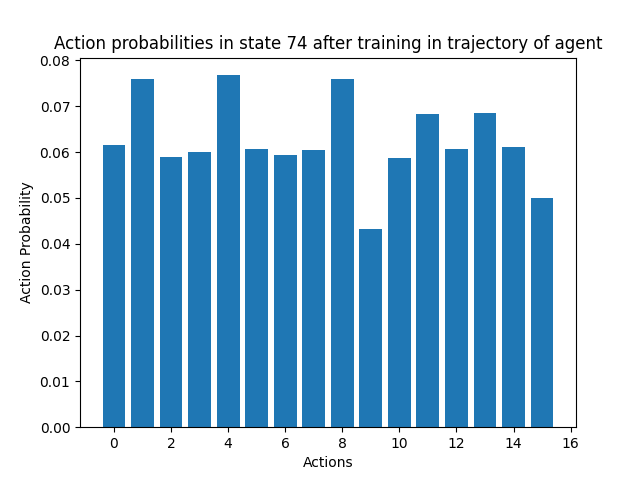 Action probabilities in state 74 after training in trajectory of agent
0.08
0.07
0.06
0.05
0.04
0.03
0.02
0.01
0.00
Action Probability
0 2 4 6 8 10 12 14 16
Actions